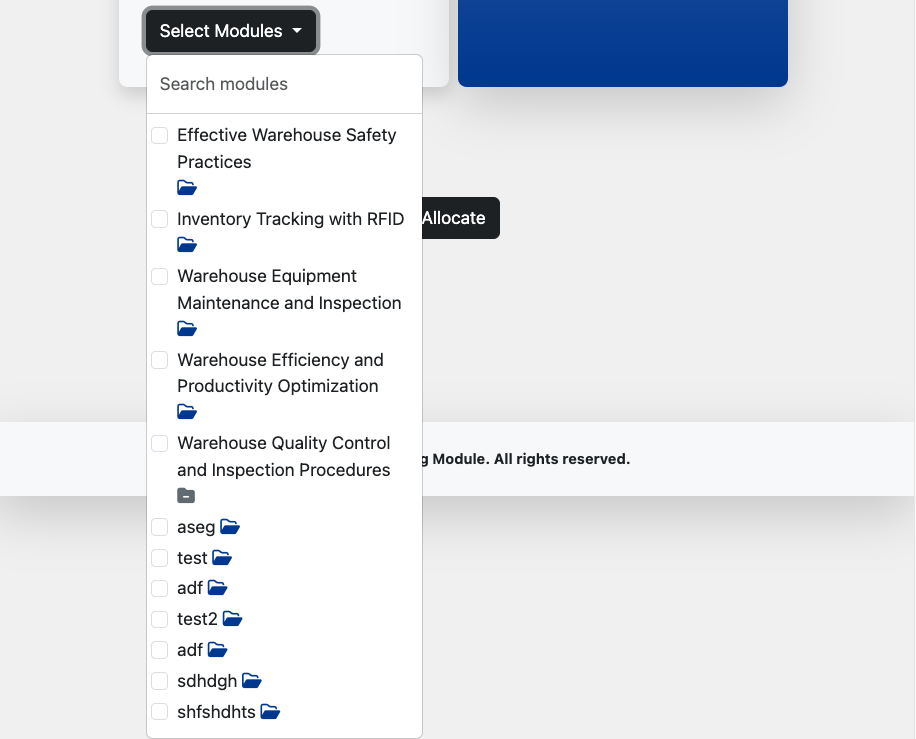 Select Modules
Search modules
Effective Warehouse Safety
Practices
Inventory Tracking with RFID
Allocate
Warehouse Equipment
Maintenance and Inspection
Warehouse Efficiency and
Productivity Optimization
Warehouse Quality Control
and Inspection Procedures
g Module. All rights reserved.
aseg
test
adf
test2
adf
sdhdgh
shfshdhts